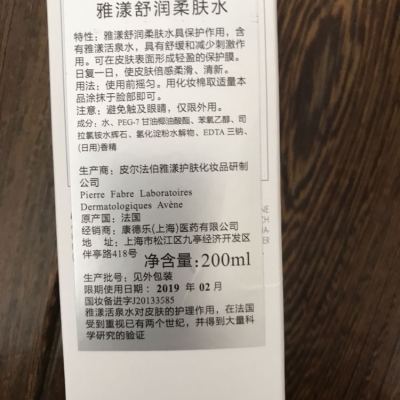 雅漾舒润柔肤水
特性：雅漾舒润柔肤水具保护作用，含
有雅漾活泉水，具有舒缓和减少刺激作
用。可在皮肤表面形成轻盈的保护膜。
日复一日，使皮肤倍感柔滑、清新。
用法：使用前摇匀。用化妆棉取适量本
品涂抹于脸部即可。
注意：避免触及眼睛，仅限外用。
成分：水、PEG-7 甘油椰油酸酯、苯氧乙醇、司
拉氯铵水辉石、氢化淀粉水解物、EDTA 三钠、
(日用)香精
生产商：皮尔法伯雅漾护肤化妆品研制
公司
Pierre Fabre Laboratoires
Dermatologiques Avène
原产国：法国
经销商：康德乐(上海)医药有限公司
地 址：上海市松江区九亭经济开发区
伴亭路418号 净含量：200ml
生产批号：见外包装
限期使用日期：2019 年 02 月
国妆备进字J20133585
雅漾活泉水对皮肤的护理作用，在法国
受到重视已有两个世纪，并得到大量科
学研究的验证